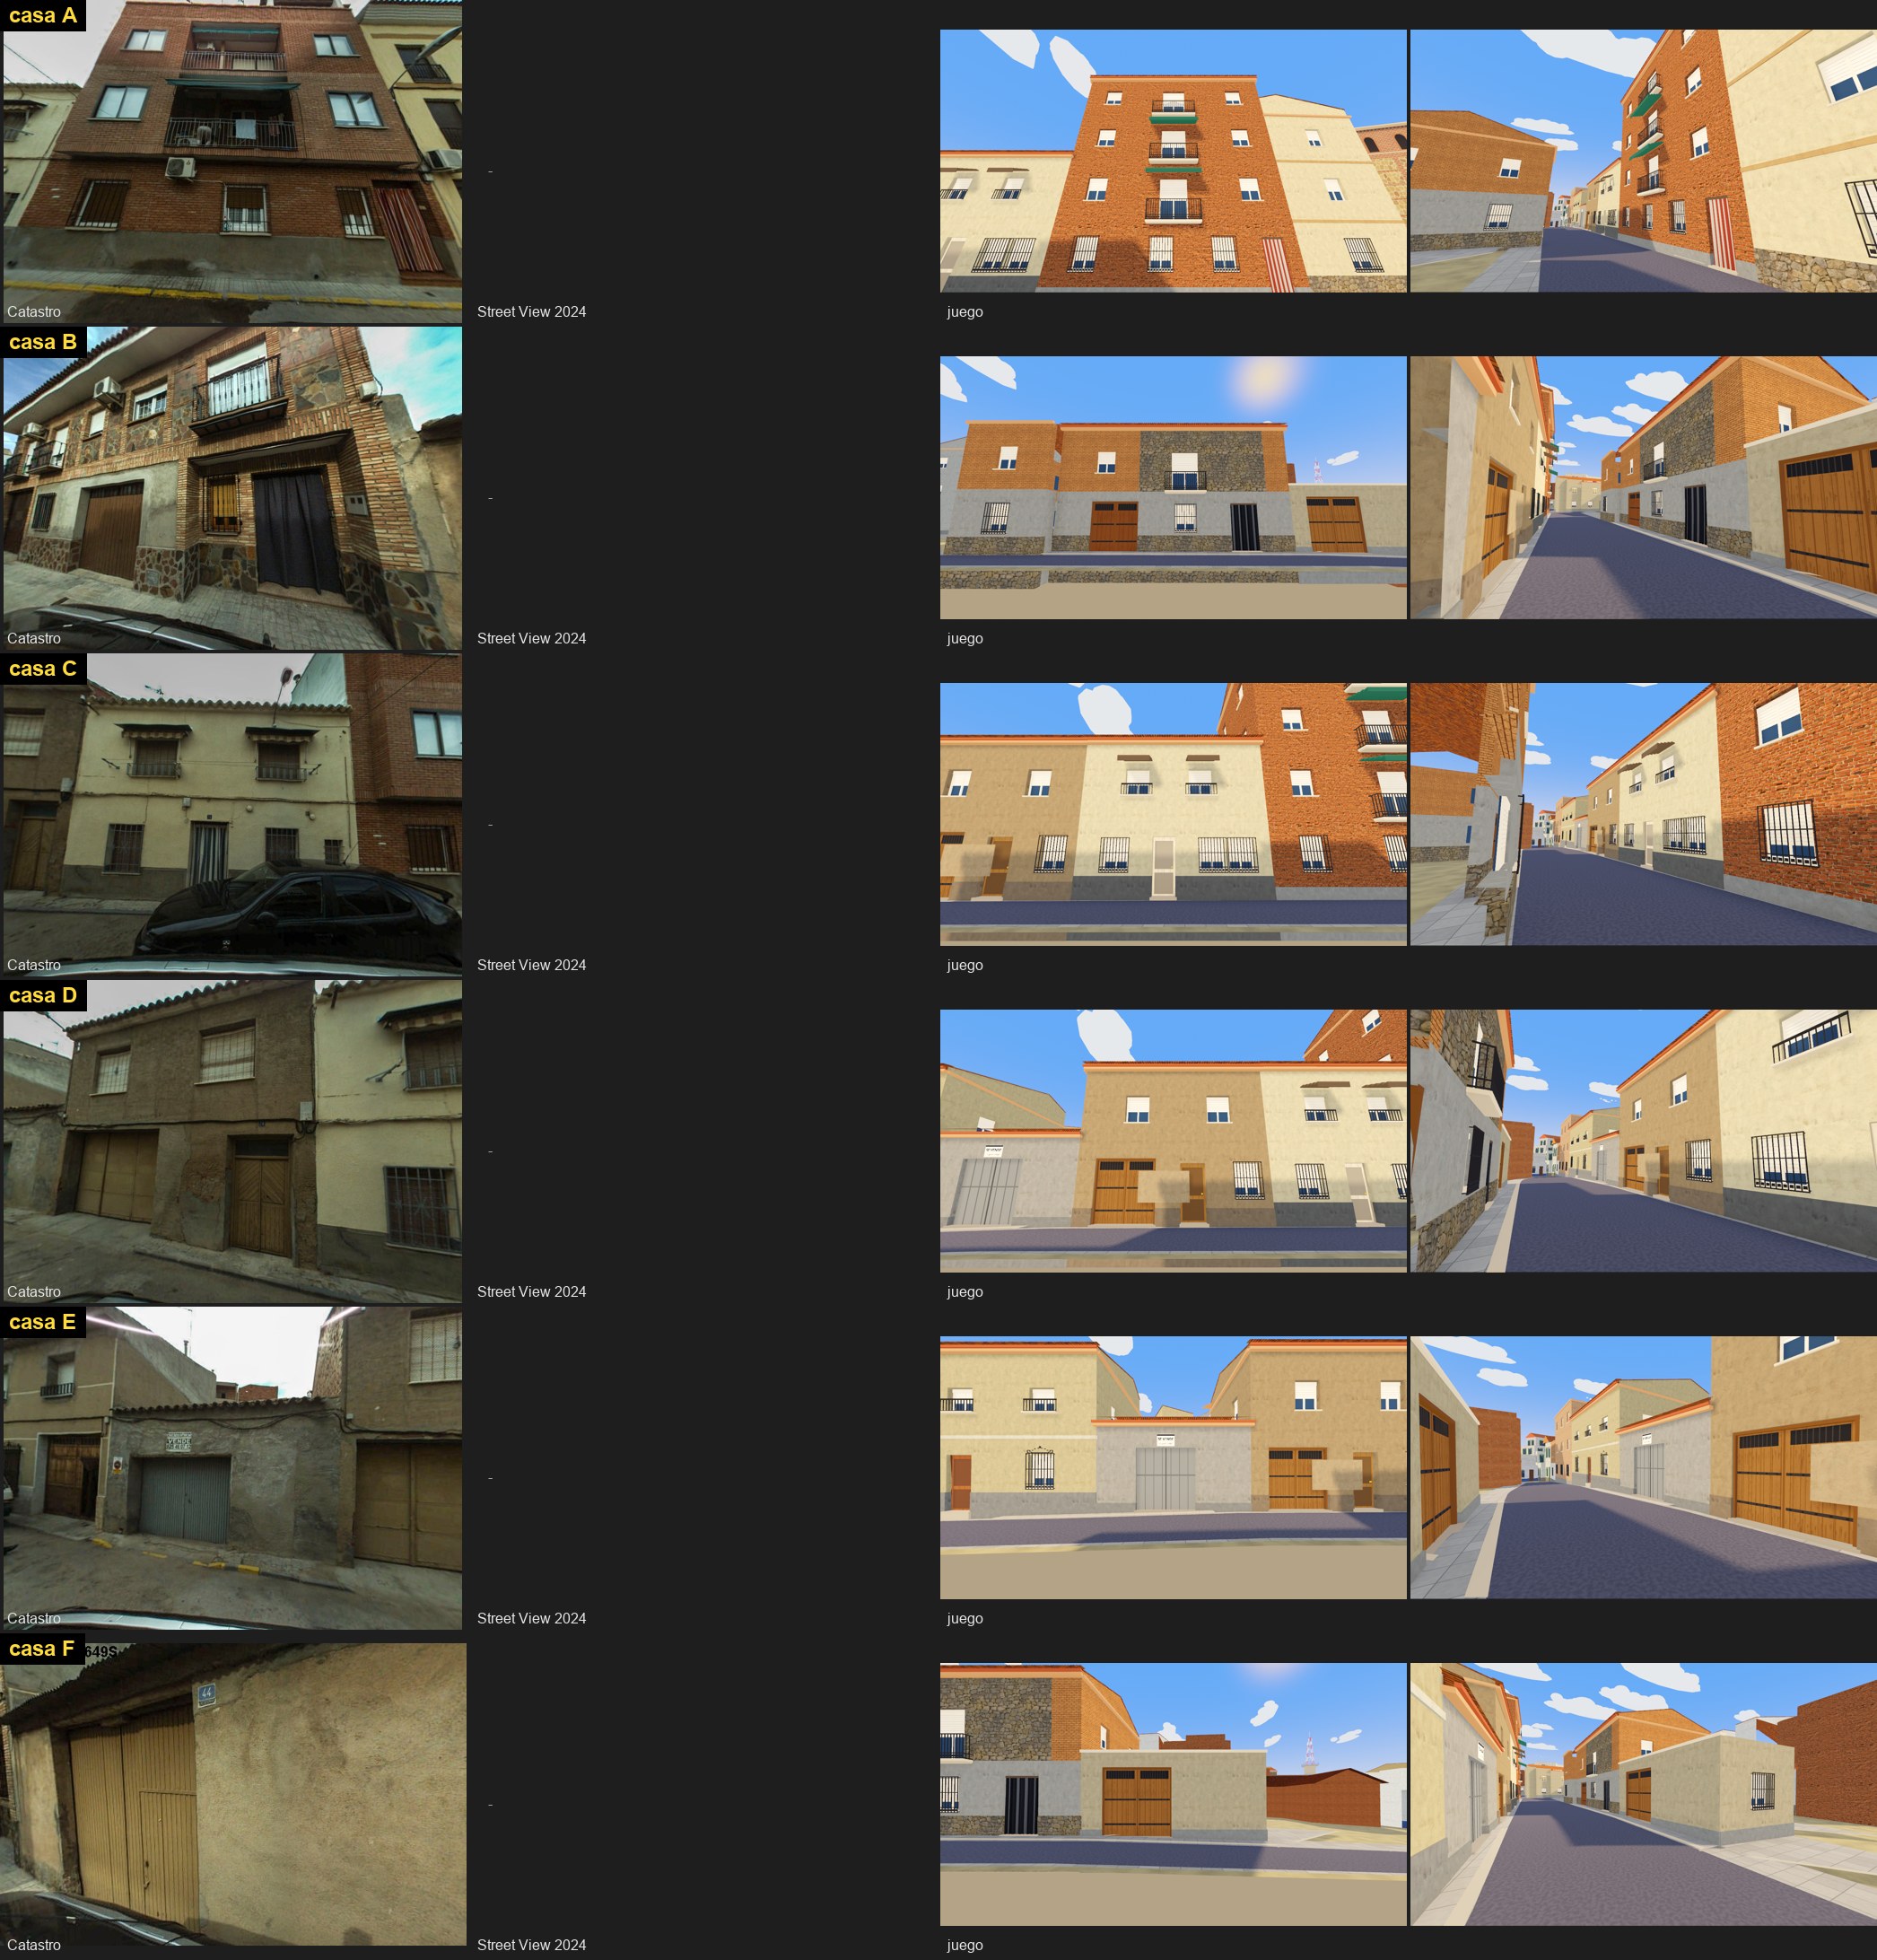 casa A
Catastro
-
Street View 2024
juego
casa B
Catastro
-
Street View 2024
juego
casa C
Catastro
-
Street View 2024
juego
casa D
Catastro
-
Street View 2024
juego
casa E
VENDE
Catastro
-
Street View 2024
juego
casa F
649S
44
Catastro
-
Street View 2024
juego